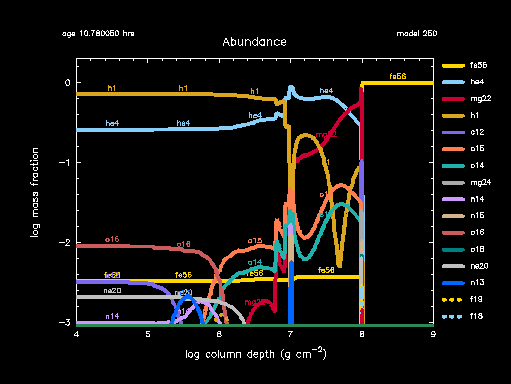 age 10.780050 hrs
model 250
Abundance
fe56
he4
mg22
h1
c12
o15
o14
mg24
n14
n15
o16
o18
ne20
n13
f19
f18
h1 h1 h1 he4 fe56
he4 he4
mg22
o16 o16 o15
o14
fe56 fe56 fe56
ne20 ne20
mg22
n14
0
−1
−2
−3
4 5 6 7 8 9
log mass fraction
log column depth (g cm−2)